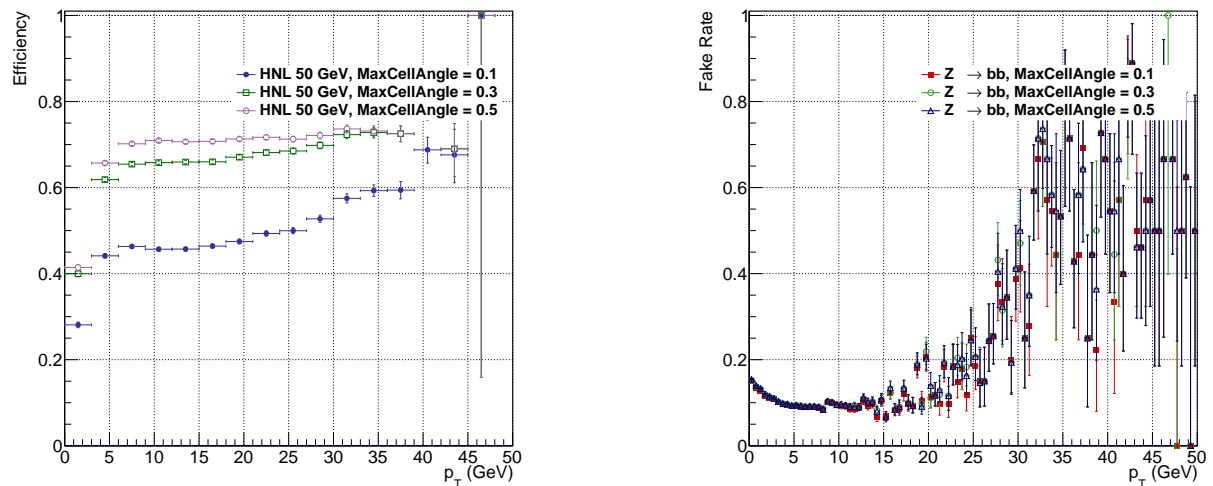 Efficiency
1
0.8
0.6
0.4
0.2
0
HNL 50 GeV, MaxCellAngle = 0.1
HNL 50 GeV, MaxCellAngle = 0.3
HNL 50 GeV, MaxCellAngle = 0.5
0 5 10 15 20 25 30 35 40 45 50
p_T (GeV)
Fake Rate
1
0.8
0.6
0.4
0.2
0
Z → bb, MaxCellAngle = 0.1
Z → bb, MaxCellAngle = 0.3
Z → bb, MaxCellAngle = 0.5
0 5 10 15 20 25 30 35 40 45 50
p_T (GeV)